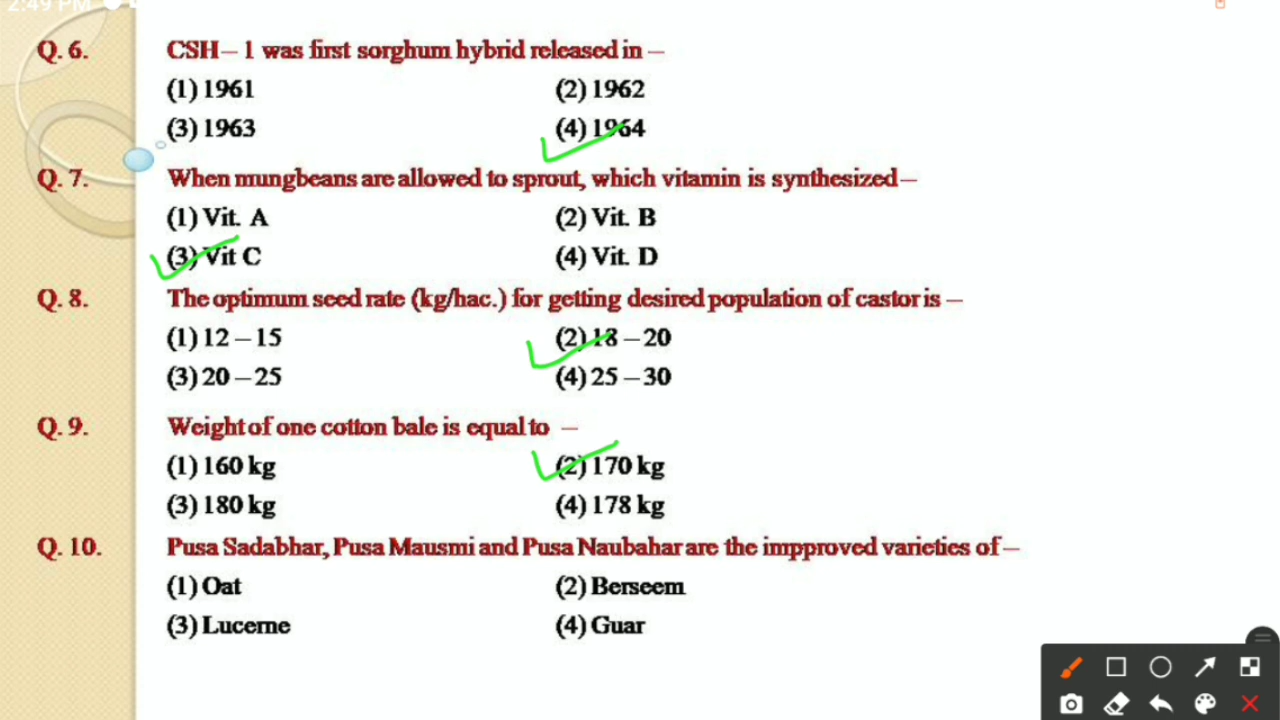 2:49 PM
Q. 6. CSH – 1 was first sorghum hybrid released in –
(1) 1961 (2) 1962
(3) 1963 (4) 1964
Q. 7. When mungbeans are allowed to sprout, which vitamin is synthesized –
(1) Vit. A (2) Vit. B
(3) Vit C (4) Vit. D
Q. 8. The optimum seed rate (kg/hac.) for getting desired population of castor is –
(1) 12 – 15 (2) 18 – 20
(3) 20 – 25 (4) 25 – 30
Q. 9. Weight of one cotton bale is equal to –
(1) 160 kg (2) 170 kg
(3) 180 kg (4) 178 kg
Q. 10. Pusa Sadabhar, Pusa Mausmi and Pusa Naubahar are the impproved varieties of –
(1) Oat (2) Berseem
(3) Lucerne (4) Guar